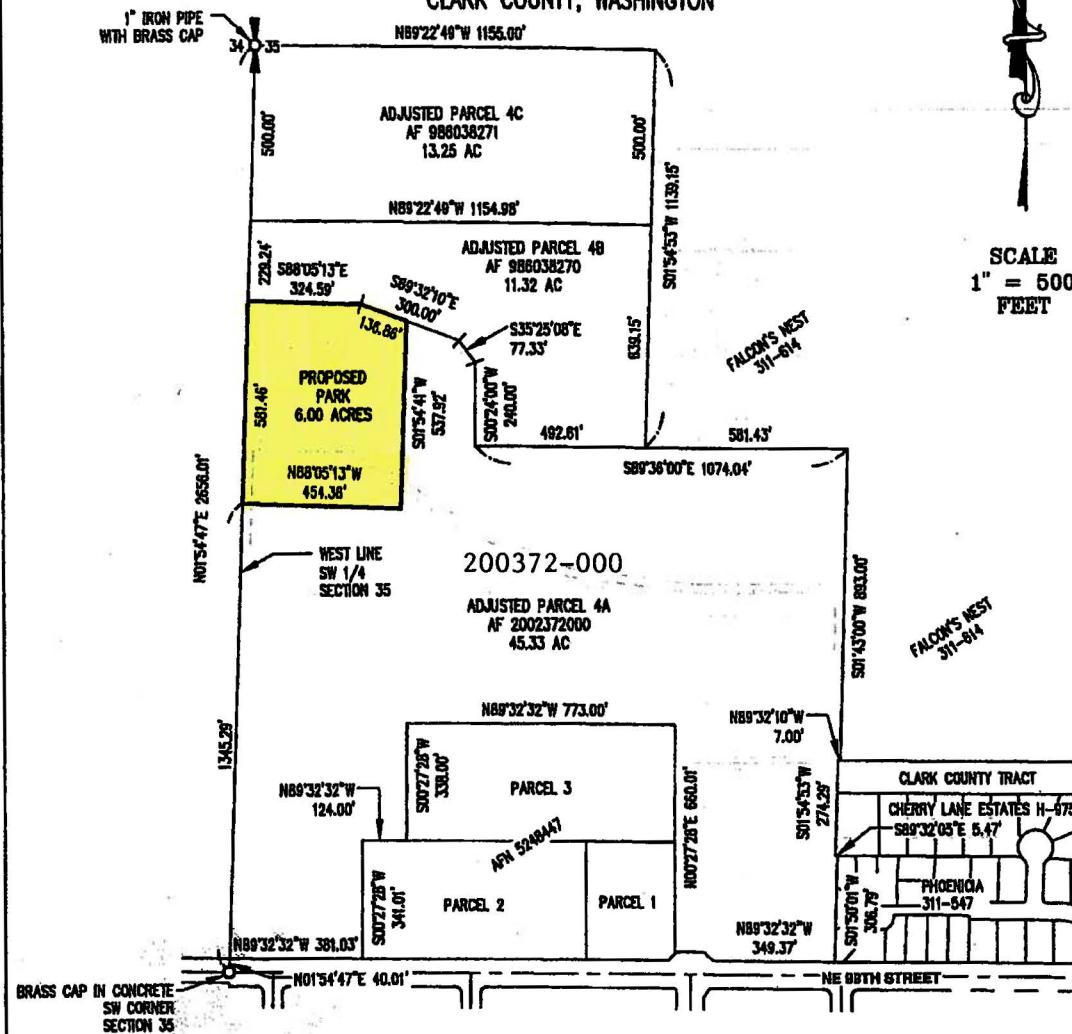 CLARK COUNTY, WASHINGTON
1" IRON PIPE
WITH BRASS CAP
34 35
N89°22'49"W 1155.00'
ADJUSTED PARCEL 4C
AF 986038271
13.25 AC
500.00'
500.00'
S01°54'53"W 1139.15'
N89°22'49"W 1154.98'
ADJUSTED PARCEL 4B
AF 986038270
11.32 AC
229.24'
S88°05'13"E
324.59'
S69°32'10"E
300.00'
136.86'
S35°25'08"E
77.33'
639.15'
SCALE
1" = 500
FEET
FALCON'S NEST
311-614
PROPOSED
PARK
6.00 ACRES
581.46'
S01°54'41"W
537.92'
S00°24'00"W
240.00'
492.61'
581.43'
S89°36'00"E 1074.04'
N88°05'13"W
454.38'
N01°54'47"E 2656.01'
WEST LINE
SW 1/4
SECTION 35
200372-000
ADJUSTED PARCEL 4A
AF 2002372000
45.33 AC
S01°43'00"W 893.00'
FALCON'S NEST
311-614
1345.29'
N89°32'32"W 773.00'
N89°32'10"W
7.00'
S00°27'28"W
338.00'
PARCEL 3
N89°32'32"W
124.00'
AFN 5248447
N00°27'28"E 660.01'
S01°54'53"W
274.29'
CLARK COUNTY TRACT
CHERRY LANE ESTATES H-975
S89°32'05"E 5.47'
S00°27'28"W
341.01'
PARCEL 2
PARCEL 1
S01°50'01"W
306.79'
PHOENICIA
311-547
N89°32'32"W 381.03'
N89°32'32"W
349.37'
N01°54'47"E 40.01'
NE 99TH STREET
BRASS CAP IN CONCRETE
SW CORNER
SECTION 35